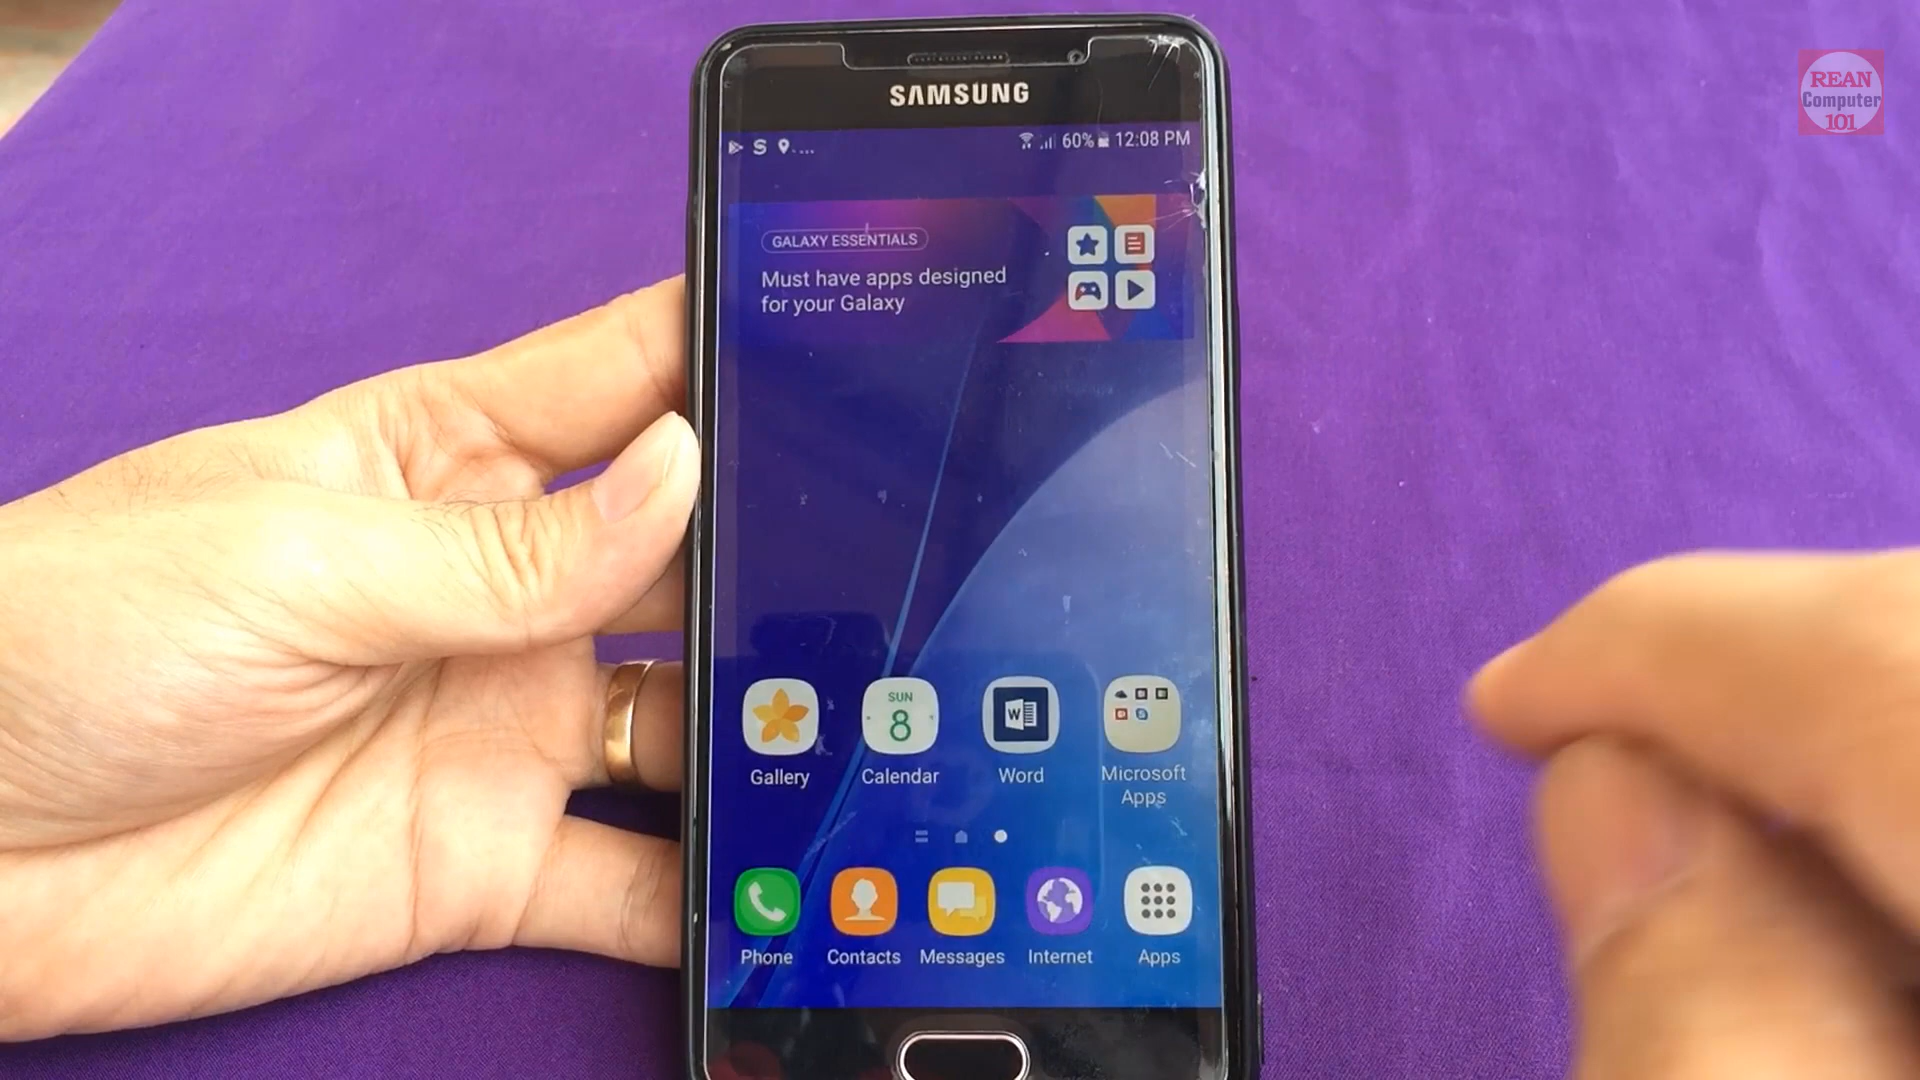 REAN
Computer
101
SAMSUNG
60% 12:08 PM
GALAXY ESSENTIALS
Must have apps designed
for your Galaxy
SUN
8
W
Gallery
Calendar
Word
Microsoft
Apps
Phone
Contacts
Messages
Internet
Apps